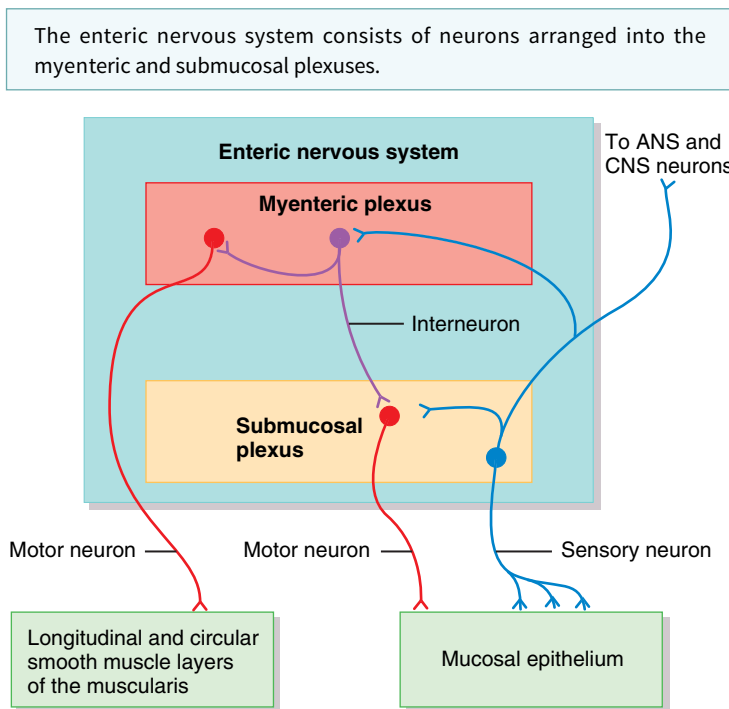 The enteric nervous system consists of neurons arranged into the
myenteric and submucosal plexuses.
To ANS and
CNS neurons
Enteric nervous system
Myenteric plexus
Interneuron
Submucosal
plexus
Motor neuron
Motor neuron
Sensory neuron
Longitudinal and circular
smooth muscle layers
of the muscularis
Mucosal epithelium